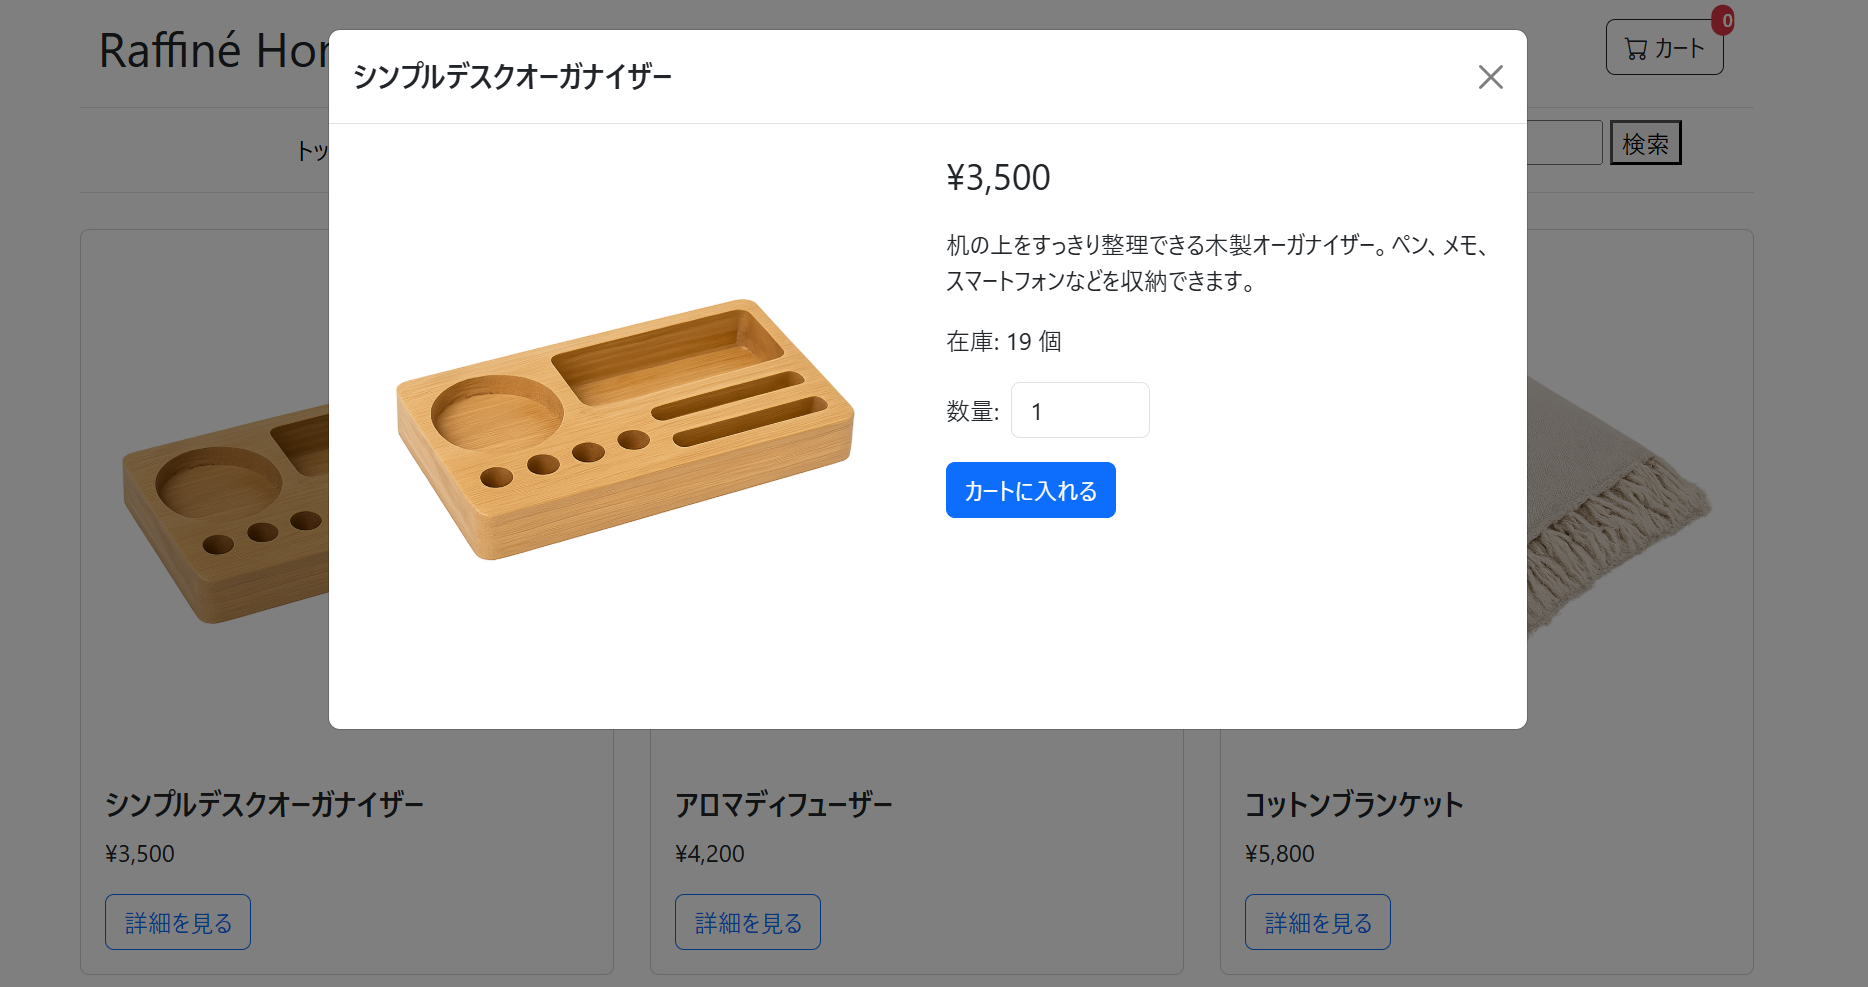 Raffiné Ho
カート
0
トッ
検索
シンプルデスクオーガナイザー
¥3,500
机の上をすっきり整理できる木製オーガナイザー。ペン、メモ、
スマートフォンなどを収納できます。
在庫: 19 個
数量: 1
カートに入れる
シンプルデスクオーガナイザー
¥3,500
詳細を見る
アロマディフューザー
¥4,200
詳細を見る
コットンブランケット
¥5,800
詳細を見る